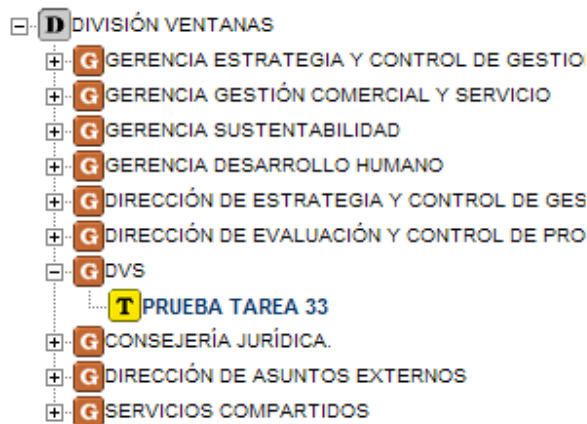 D DIVISIÓN VENTANAS
G GERENCIA ESTRATEGIA Y CONTROL DE GESTIO
G GERENCIA GESTIÓN COMERCIAL Y SERVICIO
G GERENCIA SUSTENTABILIDAD
G GERENCIA DESARROLLO HUMANO
G DIRECCIÓN DE ESTRATEGIA Y CONTROL DE GES
G DIRECCIÓN DE EVALUACIÓN Y CONTROL DE PRO
G DVS
T PRUEBA TAREA 33
G CONSEJERÍA JURÍDICA.
G DIRECCIÓN DE ASUNTOS EXTERNOS
G SERVICIOS COMPARTIDOS